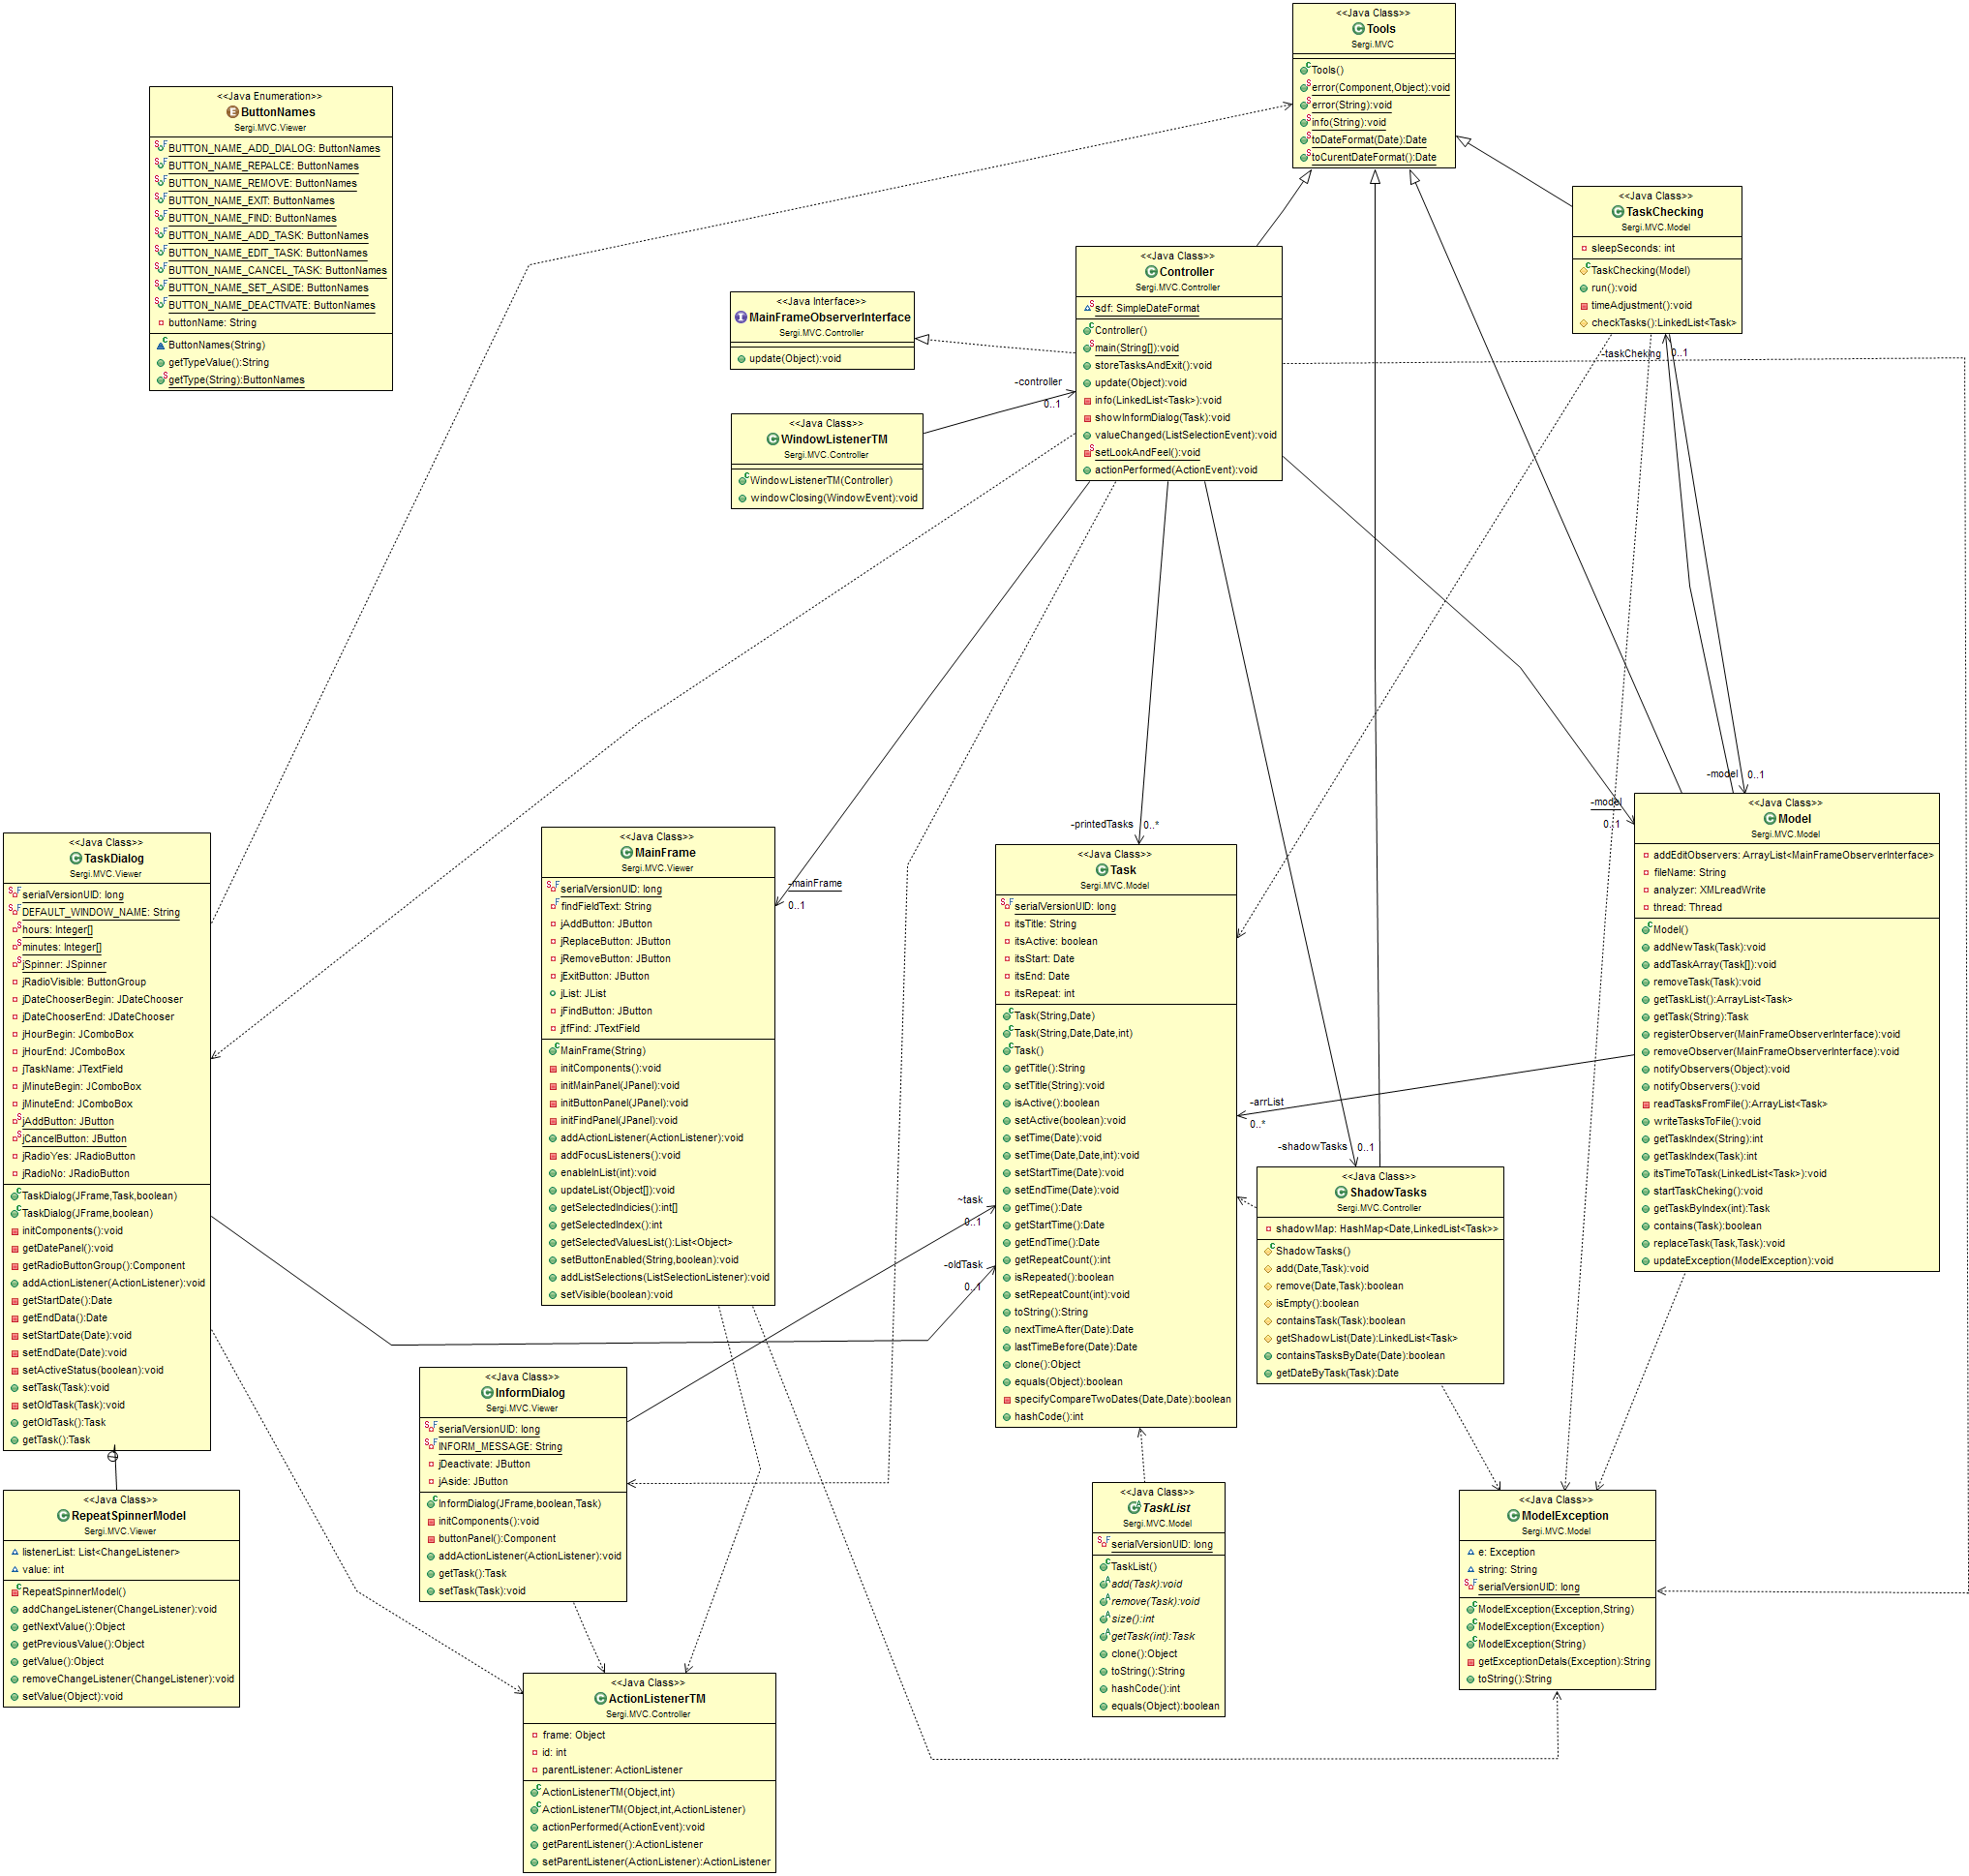 <<Java Class>>
Tools
Sergi.MVC
Tools()
error(Component,Object):void
error(String):void
info(String):void
toDateFormat(Date):Date
toCurentDateFormat():Date
<<Java Enumeration>>
ButtonNames
Sergi.MVC.Viewer
BUTTON_NAME_ADD_DIALOG: ButtonNames
BUTTON_NAME_REPALCE: ButtonNames
BUTTON_NAME_REMOVE: ButtonNames
BUTTON_NAME_EXIT: ButtonNames
BUTTON_NAME_FIND: ButtonNames
BUTTON_NAME_ADD_TASK: ButtonNames
BUTTON_NAME_EDIT_TASK: ButtonNames
BUTTON_NAME_CANCEL_TASK: ButtonNames
BUTTON_NAME_SET_ASIDE: ButtonNames
BUTTON_NAME_DEACTIVATE: ButtonNames
buttonName: String
ButtonNames(String)
getTypeValue():String
getType(String):ButtonNames
<<Java Class>>
TaskChecking
Sergi.MVC.Model
sleepSeconds: int
TaskChecking(Model)
run():void
timeAdjustment():void
checkTasks():LinkedList<Task>
<<Java Class>>
Controller
Sergi.MVC.Controller
sdf: SimpleDateFormat
Controller()
main(String[]):void
storeTasksAndExit():void
update(Object):void
info(LinkedList<Task>):void
showInformDialog(Task):void
valueChanged(ListSelectionEvent):void
setLookAndFeel():void
actionPerformed(ActionEvent):void
<<Java Interface>>
MainFrameObserverInterface
Sergi.MVC.Controller
update(Object):void
-taskCheking
0..1
-controller
0..1
<<Java Class>>
WindowListenerTM
Sergi.MVC.Controller
WindowListenerTM(Controller)
windowClosing(WindowEvent):void
-model
0..1
-model
0..1
-printedTasks
0..*
-mainFrame
0..1
<<Java Class>>
Model
Sergi.MVC.Model
addEditObservers: ArrayList<MainFrameObserverInterface>
fileName: String
analyzer: XMLreadWrite
thread: Thread
Model()
addNewTask(Task):void
addTaskArray(Task[]):void
removeTask(Task):void
getTaskList():ArrayList<Task>
getTask(String):Task
registerObserver(MainFrameObserverInterface):void
removeObserver(MainFrameObserverInterface):void
notifyObservers(Object):void
notifyObservers():void
readTasksFromFile():ArrayList<Task>
writeTasksToFile():void
getTaskIndex(String):int
getTaskIndex(Task):int
itsTimeToTask(LinkedList<Task>):void
startTaskCheking():void
getTaskByIndex(int):Task
contains(Task):boolean
replaceTask(Task,Task):void
updateException(ModelException):void
<<Java Class>>
TaskDialog
Sergi.MVC.Viewer
serialVersionUID: long
DEFAULT_WINDOW_NAME: String
hours: Integer[]
minutes: Integer[]
jSpinner: JSpinner
jRadioVisible: ButtonGroup
jDateChooserBegin: JDateChooser
jDateChooserEnd: JDateChooser
jHourBegin: JComboBox
jHourEnd: JComboBox
jTaskName: JTextField
jMinuteBegin: JComboBox
jMinuteEnd: JComboBox
jAddButton: JButton
jCancelButton: JButton
jRadioYes: JRadioButton
jRadioNo: JRadioButton
TaskDialog(JFrame,Task,boolean)
TaskDialog(JFrame,boolean)
initComponents():void
getDatePanel():void
getRadioButtonGroup():Component
addActionListener(ActionListener):void
getStartDate():Date
getEndData():Date
setStartDate(Date):void
setEndDate(Date):void
setActiveStatus(boolean):void
setTask(Task):void
setOldTask(Task):void
getOldTask():Task
getTask():Task
<<Java Class>>
MainFrame
Sergi.MVC.Viewer
serialVersionUID: long
findFieldText: String
jAddButton: JButton
jReplaceButton: JButton
jRemoveButton: JButton
jExitButton: JButton
jList: JList
jFindButton: JButton
jtfFind: JTextField
MainFrame(String)
initComponents():void
initMainPanel(JPanel):void
initButtonPanel(JPanel):void
initFindPanel(JPanel):void
addActionListener(ActionListener):void
addFocusListeners():void
enableInList(int):void
updateList(Object[]):void
getSelectedIndicies():int[]
getSelectedIndex():int
getSelectedValuesList():List<Object>
setButtonEnabled(String,boolean):void
addListSelections(ListSelectionListener):void
setVisible(boolean):void
<<Java Class>>
Task
Sergi.MVC.Model
serialVersionUID: long
itsTitle: String
itsActive: boolean
itsStart: Date
itsEnd: Date
itsRepeat: int
Task(String,Date)
Task(String,Date,Date,int)
Task()
getTitle():String
setTitle(String):void
isActive():boolean
setActive(boolean):void
setTime(Date):void
setTime(Date,Date,int):void
setStartTime(Date):void
setEndTime(Date):void
getTime():Date
getStartTime():Date
getEndTime():Date
getRepeatCount():int
isRepeated():boolean
setRepeatCount(int):void
toString():String
nextTimeAfter(Date):Date
lastTimeBefore(Date):Date
clone():Object
equals(Object):boolean
specifyCompareTwoDates(Date,Date):boolean
hashCode():int
-arrList
0..*
-shadowTasks
0..1
~task
0..1
-oldTask
0..1
<<Java Class>>
ShadowTasks
Sergi.MVC.Controller
shadowMap: HashMap<Date,LinkedList<Task>>
ShadowTasks()
add(Date,Task):void
remove(Date,Task):boolean
isEmpty():boolean
containsTask(Task):boolean
getShadowList(Date):LinkedList<Task>
containsTasksByDate(Date):boolean
getDateByTask(Task):Date
<<Java Class>>
InformDialog
Sergi.MVC.Viewer
serialVersionUID: long
INFORM_MESSAGE: String
jDeactivate: JButton
jAside: JButton
InformDialog(JFrame,boolean,Task)
initComponents():void
buttonPanel():Component
addActionListener(ActionListener):void
getTask():Task
setTask(Task):void
<<Java Class>>
RepeatSpinnerModel
Sergi.MVC.Viewer
listenerList: List<ChangeListener>
value: int
RepeatSpinnerModel()
addChangeListener(ChangeListener):void
getNextValue():Object
getPreviousValue():Object
getValue():Object
removeChangeListener(ChangeListener):void
setValue(Object):void
<<Java Class>>
TaskList
Sergi.MVC.Model
serialVersionUID: long
TaskList()
add(Task):void
remove(Task):void
size():int
getTask(int):Task
clone():Object
toString():String
hashCode():int
equals(Object):boolean
<<Java Class>>
ModelException
Sergi.MVC.Model
e: Exception
string: String
serialVersionUID: long
ModelException(Exception,String)
ModelException(Exception)
ModelException(String)
getExceptionDetals(Exception):String
toString():String
<<Java Class>>
ActionListenerTM
Sergi.MVC.Controller
frame: Object
id: int
parentListener: ActionListener
ActionListenerTM(Object,int)
ActionListenerTM(Object,int,ActionListener)
actionPerformed(ActionEvent):void
getParentListener():ActionListener
setParentListener(ActionListener):ActionListener